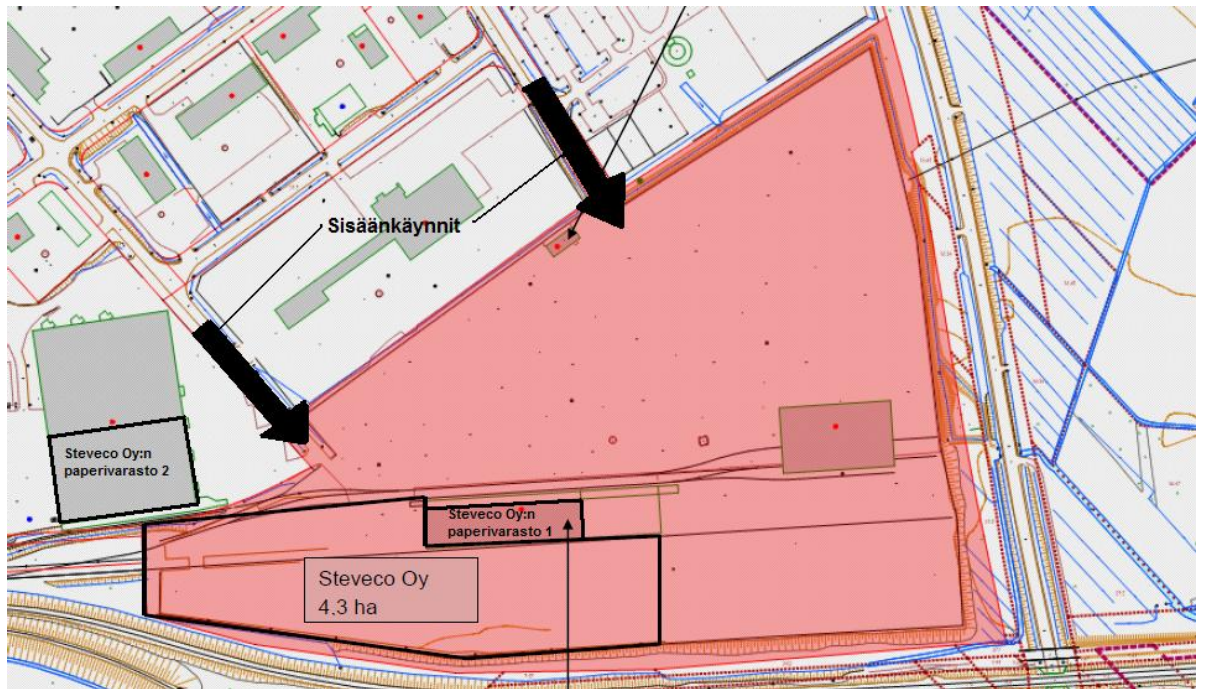 Sisäänkäynnit
Steveco Oy:n
paperivarasto 2
Steveco Oy:n
paperivarasto 1
Steveco Oy
4,3 ha